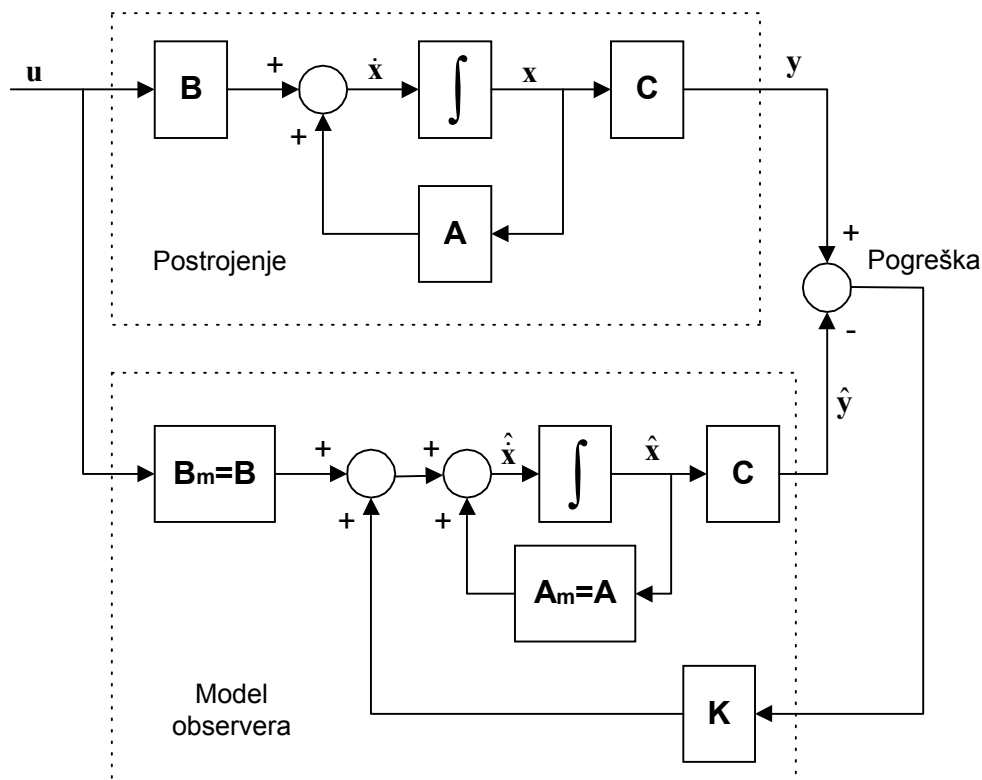 u
B
+
+
ẋ
∫
x
C
y
A
Postrojenje
+
Pogreška
-
ŷ
Bm=B
+
+
+
+
x̂̇
∫
x̂
C
Am=A
K
Model
observera